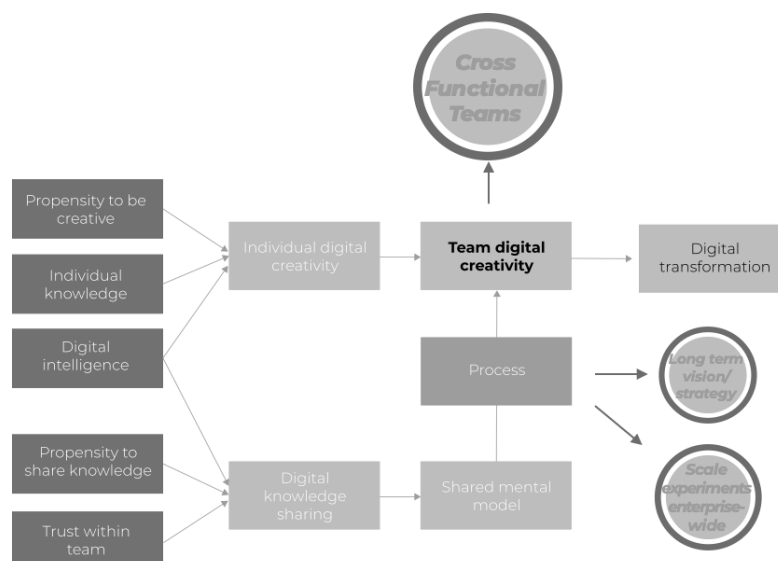 Cross
Functional
Teams
Propensity to be
creative
Individual digital
creativity
Team digital
creativity
Digital
transformation
Individual
knowledge
Digital
intelligence
Process
Long term
vision/
strategy
Propensity to
share knowledge
Digital
knowledge
sharing
Shared mental
model
Scale
experiments
enterprise-
wide
Trust within
team